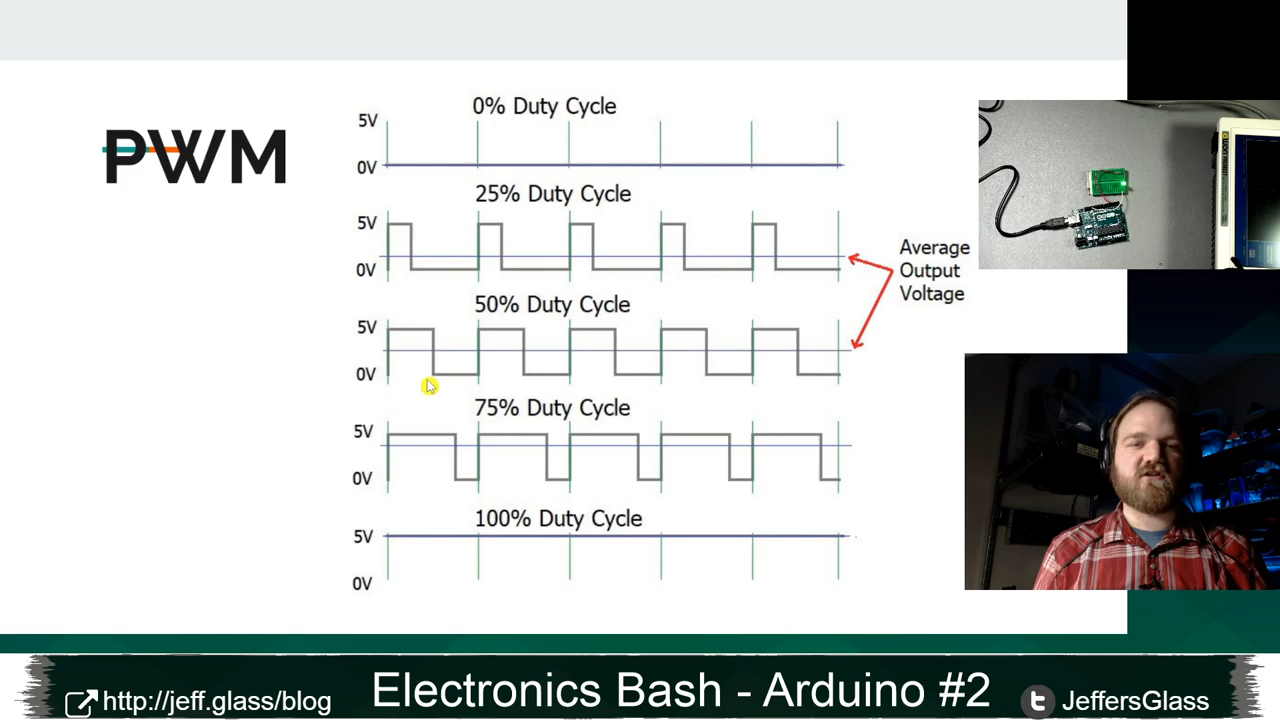 PWM
0% Duty Cycle
5V
0V
25% Duty Cycle
5V
0V
Average
Output
Voltage
50% Duty Cycle
5V
0V
75% Duty Cycle
5V
0V
100% Duty Cycle
5V
0V
http://jeff.glass/blog
Electronics Bash - Arduino #2
JeffersGlass